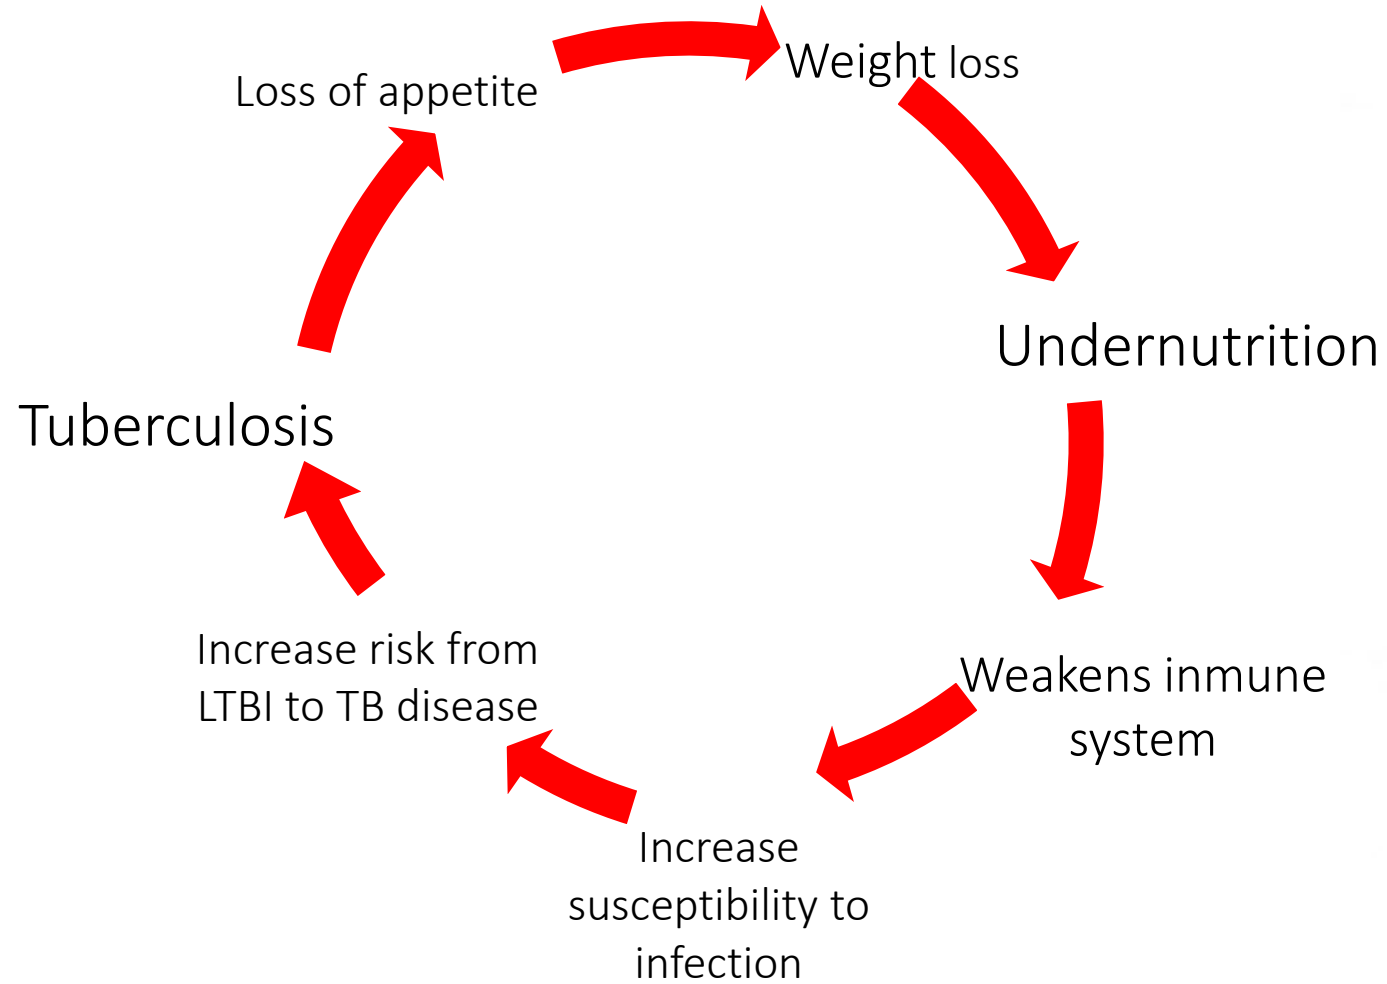 Loss of appetite
Weight loss
Undernutrition
Weakens inmune
system
Increase
susceptibility to
infection
Increase risk from
LTBI to TB disease
Tuberculosis